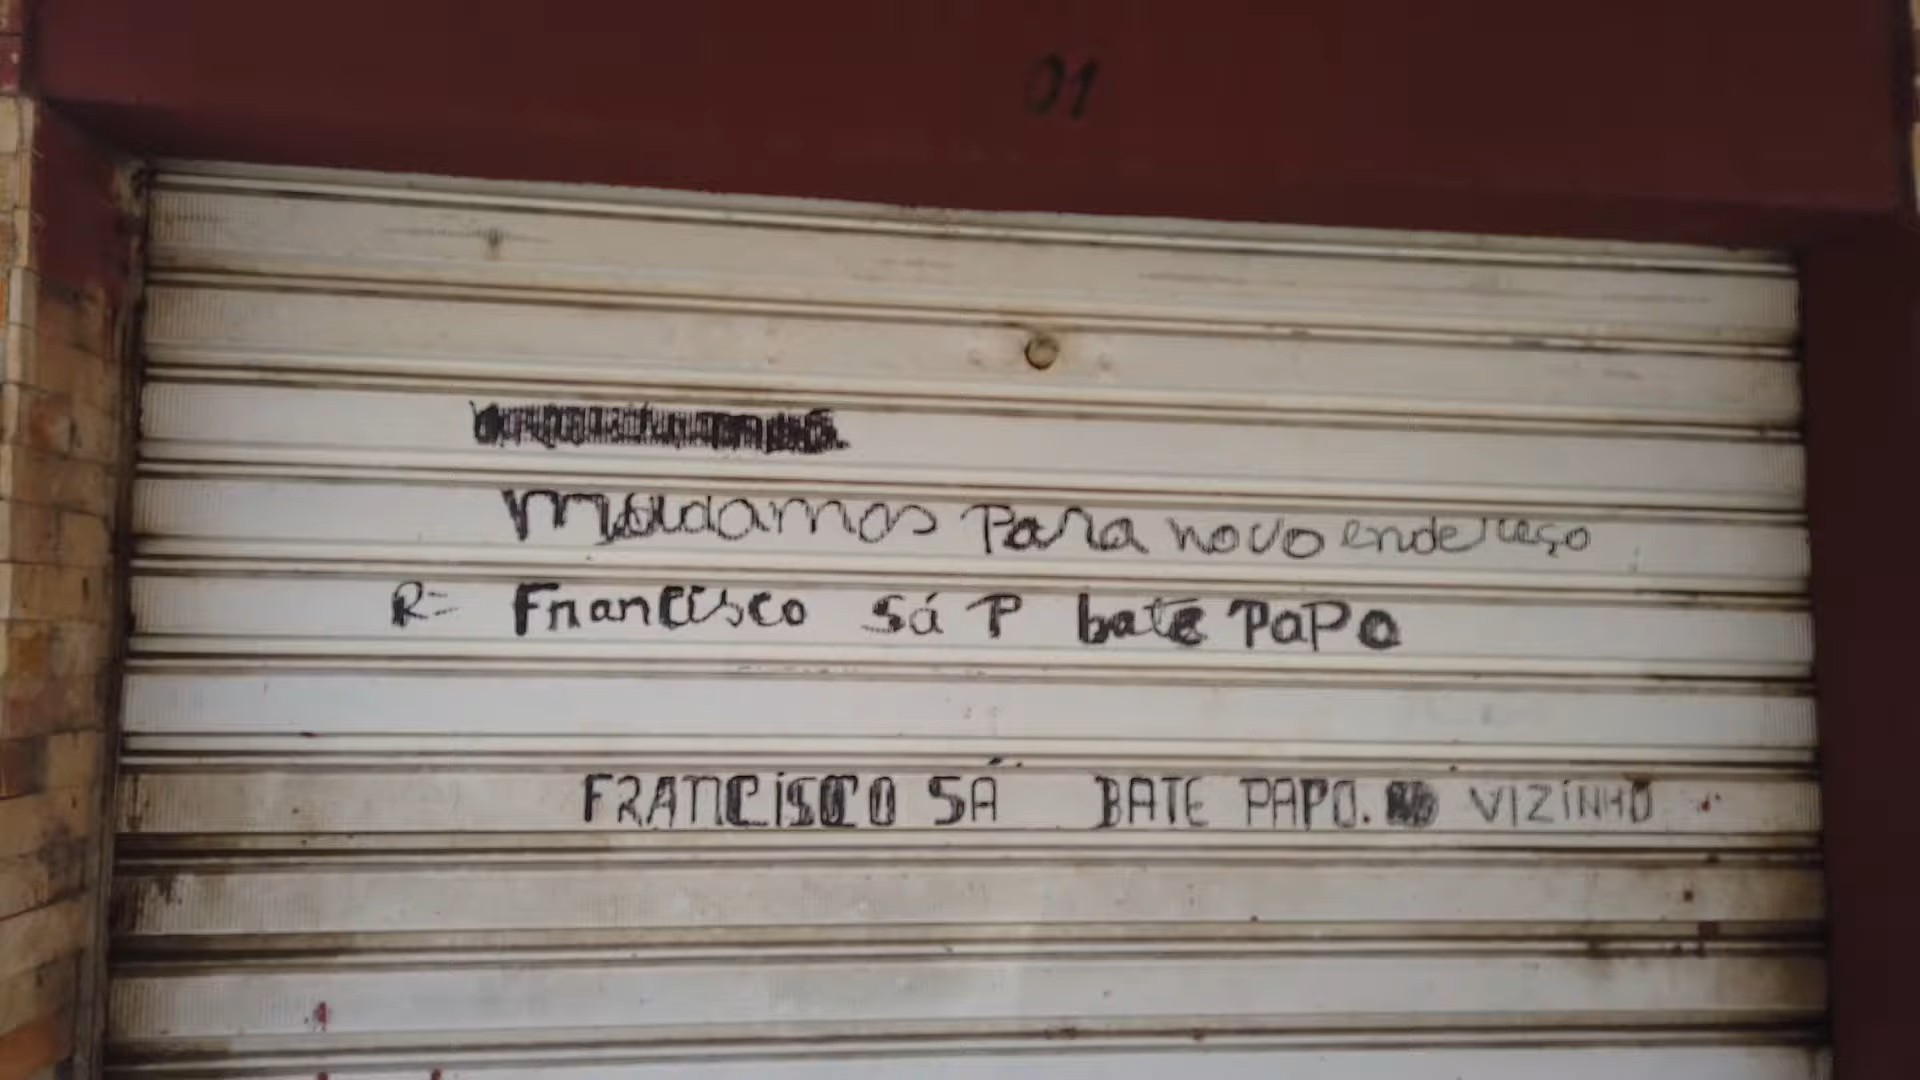 01
Mudamos Para novo endereço
R= Francisco Sá P bate PaPo
FRANCISCO SÁ BATE PAPO. VIZINHO